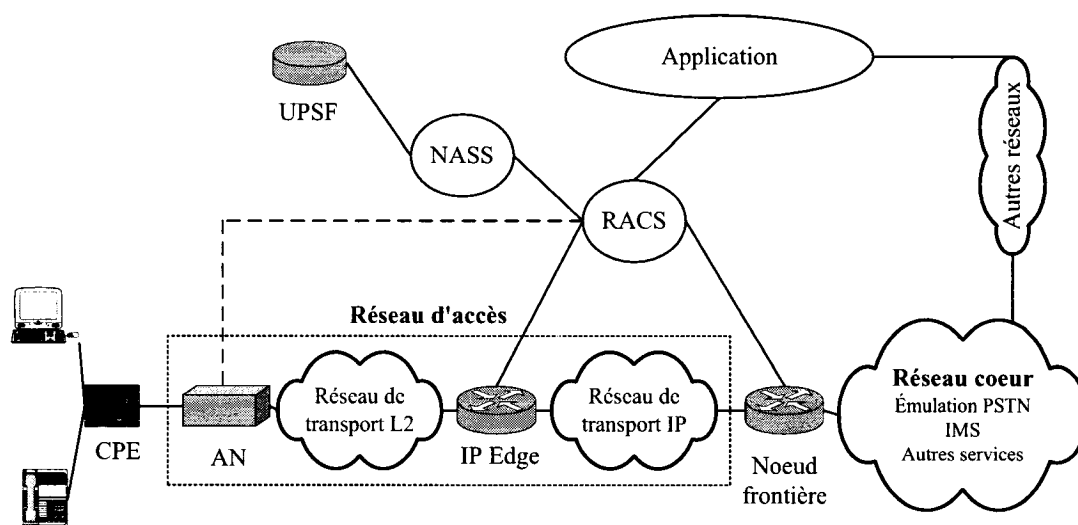 Application
UPSF
NASS
Autres réseaux
RACS
Réseau d'accès
CPE
AN
Réseau de
transport L2
IP Edge
Réseau de
transport IP
Noeud
frontière
Réseau coeur
Émulation PSTN
IMS
Autres services